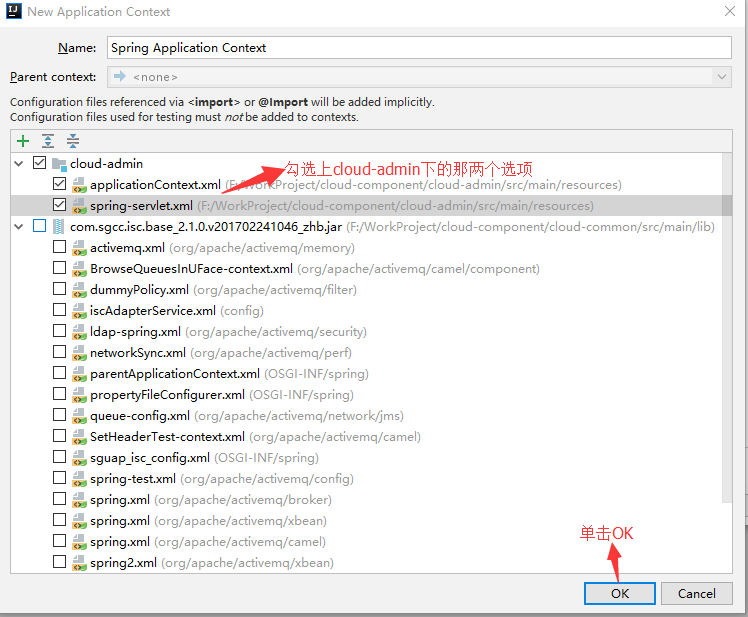 New Application Context
Name: Spring Application Context
Parent context: <none>
Configuration files referenced via <import> or @Import will be added implicitly.
Configuration files used for testing must not be added to contexts.
cloud-admin
勾选上cloud-admin下的那两个选项
applicationContext.xml (F:/WorkProject/cloud-component/cloud-admin/src/main/resources)
spring-servlet.xml (F:/WorkProject/cloud-component/cloud-admin/src/main/resources)
com.sgcc.isc.base_2.1.0.v201702241046_zhb.jar (F:/WorkProject/cloud-component/cloud-common/src/main/lib)
activemq.xml (org/apache/activemq/memory)
BrowseQueuesInUFace-context.xml (org/apache/activemq/camel/component)
dummyPolicy.xml (org/apache/activemq/filter)
iscAdapterService.xml (config)
ldap-spring.xml (org/apache/activemq/security)
networkSync.xml (org/apache/activemq/perf)
parentApplicationContext.xml (OSGI-INF/spring)
propertyFileConfigurer.xml (OSGI-INF/spring)
queue-config.xml (org/apache/activemq/network/jms)
SetHeaderTest-context.xml (org/apache/activemq/camel)
sguap_isc_config.xml (OSGI-INF/spring)
spring-test.xml (org/apache/activemq/config)
spring.xml (org/apache/activemq/broker)
spring.xml (org/apache/activemq/xbean)
spring.xml (org/apache/activemq/camel)
spring2.xml (org/apache/activemq/xbean)
单击OK
OK
Cancel